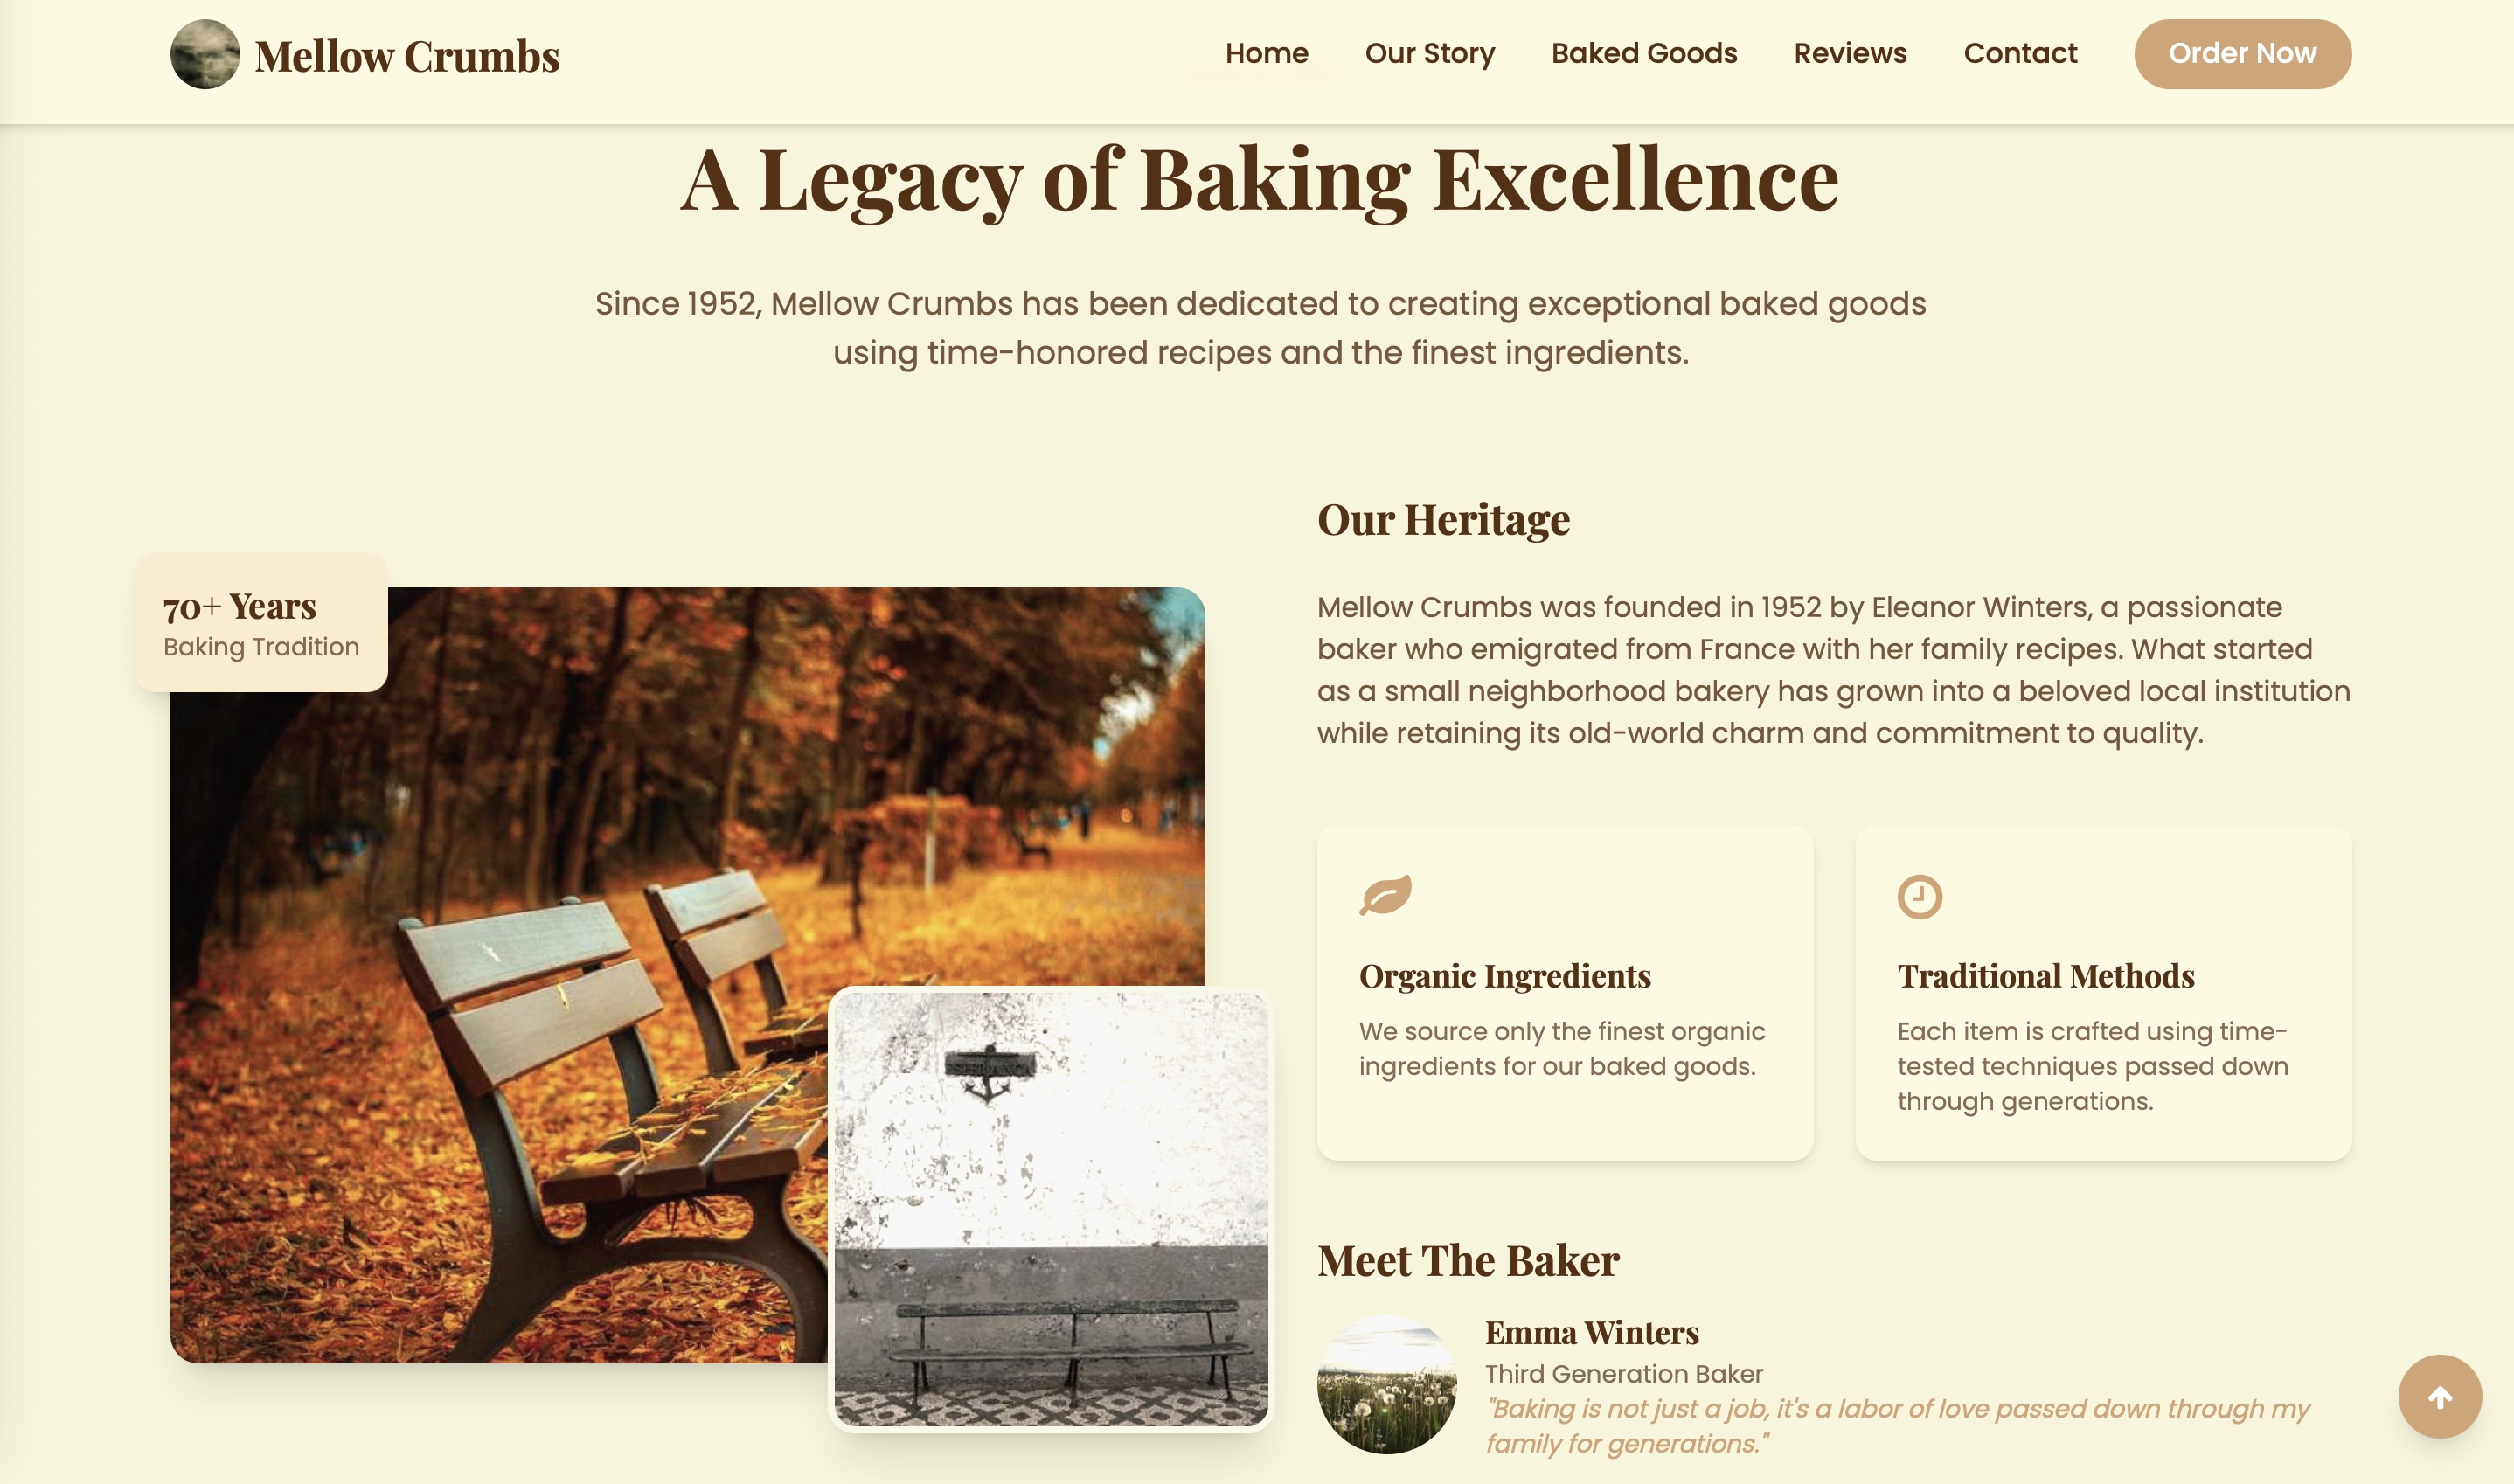 Mellow Crumbs
Home
Our Story
Baked Goods
Reviews
Contact
Order Now
A Legacy of Baking Excellence
Since 1952, Mellow Crumbs has been dedicated to creating exceptional baked goods
using time-honored recipes and the finest ingredients.
70+ Years
Baking Tradition
Our Heritage
Mellow Crumbs was founded in 1952 by Eleanor Winters, a passionate
baker who emigrated from France with her family recipes. What started
as a small neighborhood bakery has grown into a beloved local institution
while retaining its old-world charm and commitment to quality.
Organic Ingredients
We source only the finest organic
ingredients for our baked goods.
Traditional Methods
Each item is crafted using time-
tested techniques passed down
through generations.
Meet The Baker
Emma Winters
Third Generation Baker
"Baking is not just a job, it's a labor of love passed down through my
family for generations."